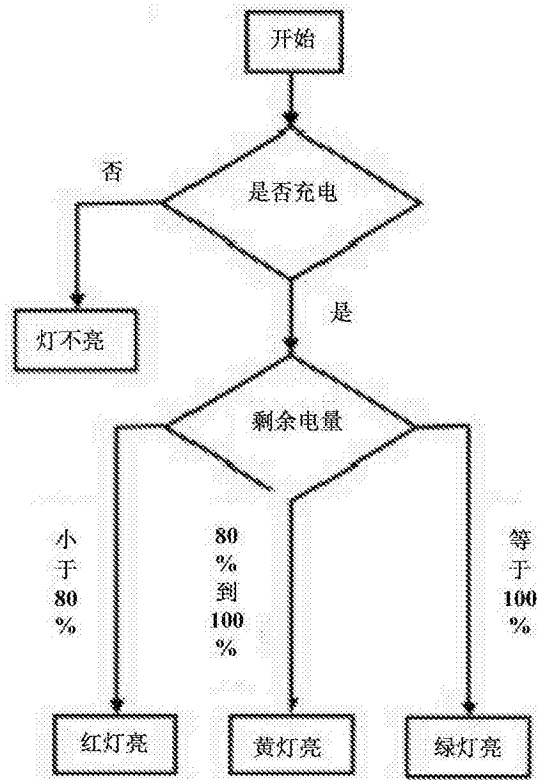 开始
否
是否充电
灯不亮
是
剩余电量
小
于
80
%
80
%
到
100
%
等
于
100
%
红灯亮
黄灯亮
绿灯亮